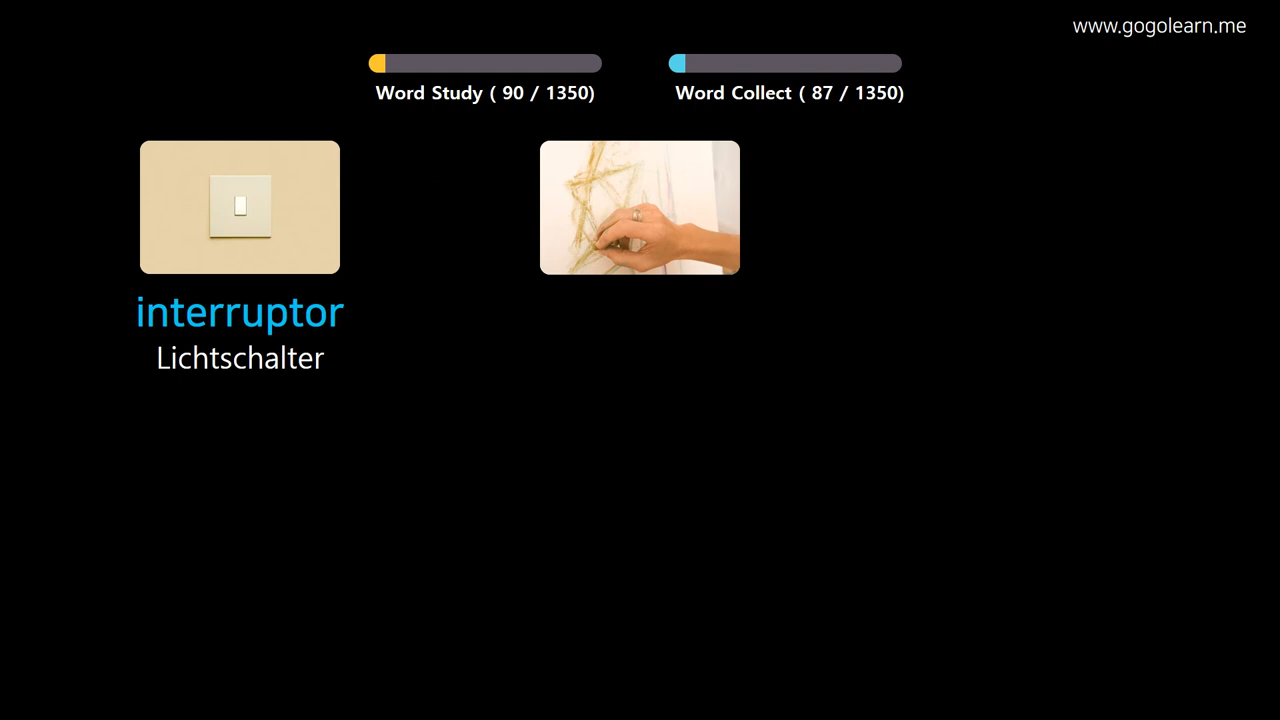 www.gogolearn.me
Word Study ( 90 / 1350)
Word Collect ( 87 / 1350)
interruptor
Lichtschalter